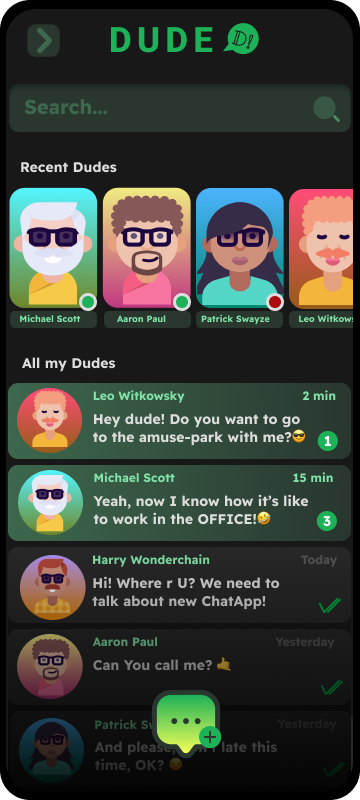 DUDE D!
Search...
Recent Dudes
Michael Scott
Aaron Paul
Patrick Swayze
Leo Witkows
All my Dudes
Leo Witkowsky
2 min
Hey dude! Do you want to go
to the amuse-park with me?😎
1
Michael Scott
15 min
Yeah, now I know how it's like
to work in the OFFICE!🤣
3
Harry Wonderchain
Today
Hi! Where r U? We need to
talk about new ChatApp!
Aaron Paul
Yesterday
Can You call me? 🤙
Patrick
Yesterday
And please, late this
time, OK?